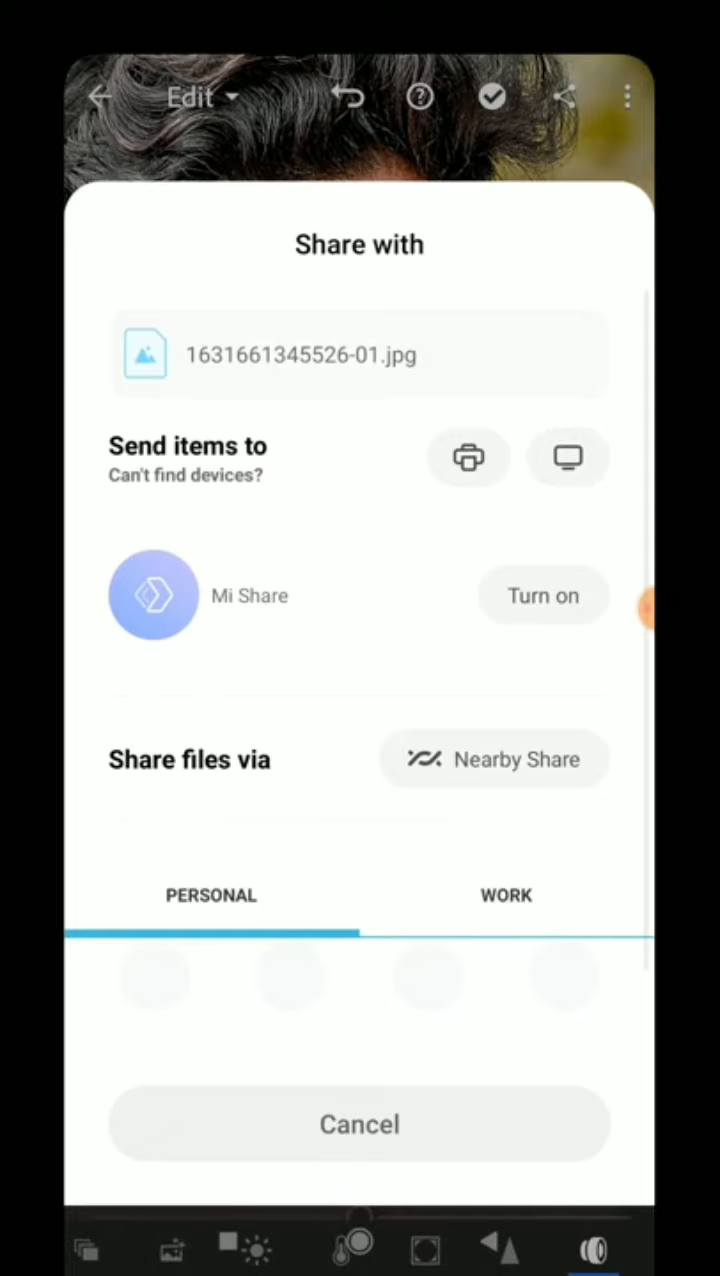 Edit
Share with
1631661345526-01.jpg
Send items to
Can't find devices?
Mi Share
Turn on
Share files via
Nearby Share
PERSONAL
WORK
Cancel